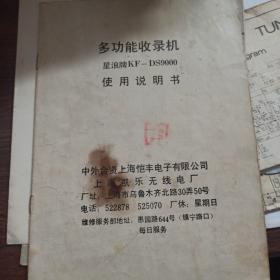 多功能收录机
星浪牌KF-DS9000
使用说明书
中外合资上海恺丰电子有限公司
上海凯乐无线电厂
厂址：上海市乌鲁木齐北路30弄50号
电话：522878 525070 厂休：星期日
维修服务部地址：愚园路644号（镇宁路口）
每日服务
TUN
gram